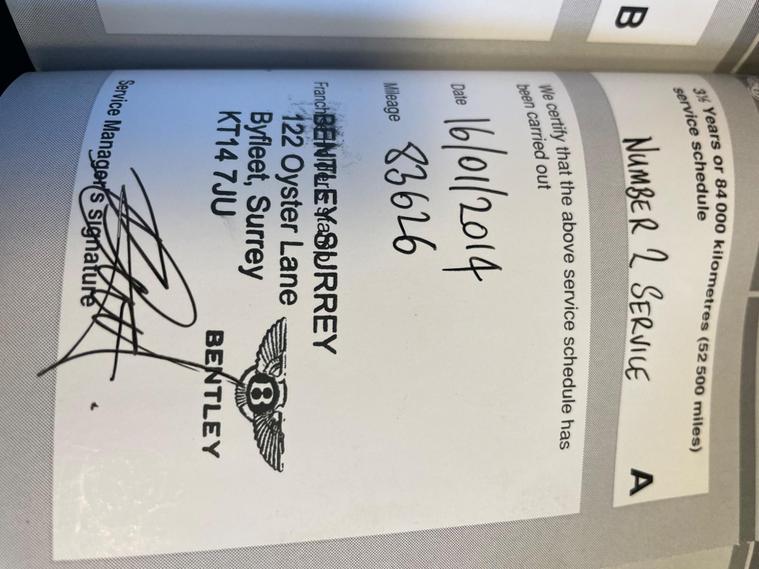 B
3½ Years or 84 000 kilometres (52 500 miles)
service schedule
NUMBER 2 SERVICE A
We certify that the above service schedule has
been carried out
Date 16/01/2014
Mileage 83626
BENTLEY SURREY
122 Oyster Lane
Byfleet, Surrey
KT14 7JU
B
BENTLEY
Service Manager's Signature